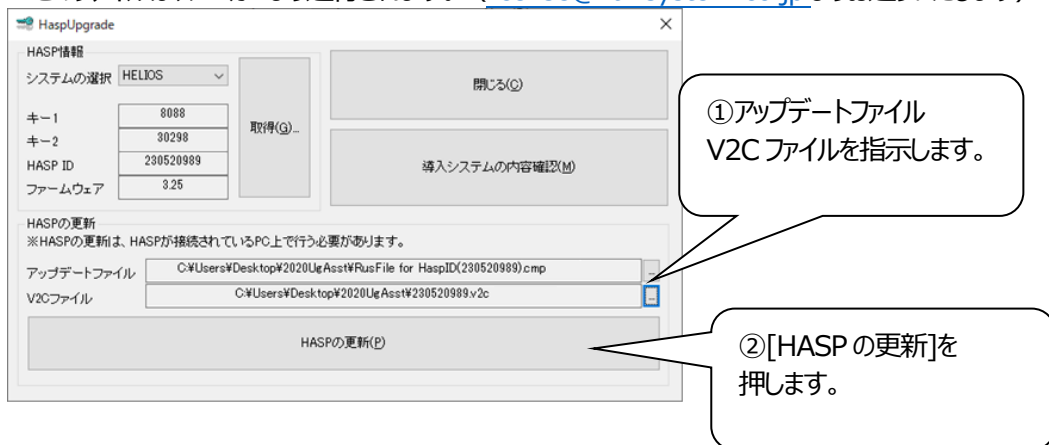 HaspUpgrade
HASP情報
システムの選択 HELIOS
キー1 8088
キー2 30298
HASP ID 230520989
ファームウェア 3.25
取得(G)...
閉じる(C)
導入システムの内容確認(M)
HASPの更新
※HASPの更新は、HASPが接続されているPC上で行う必要があります。
アップデートファイル C:¥Users¥Desktop¥2020UgAsst¥RusFile for HaspID(230520989).cmp ...
V2Cファイル C:¥Users¥Desktop¥2020UgAsst¥230520989.v2c ...
HASPの更新(P)
①アップデートファイル
V2C ファイルを指示します。
②[HASP の更新]を
押します。